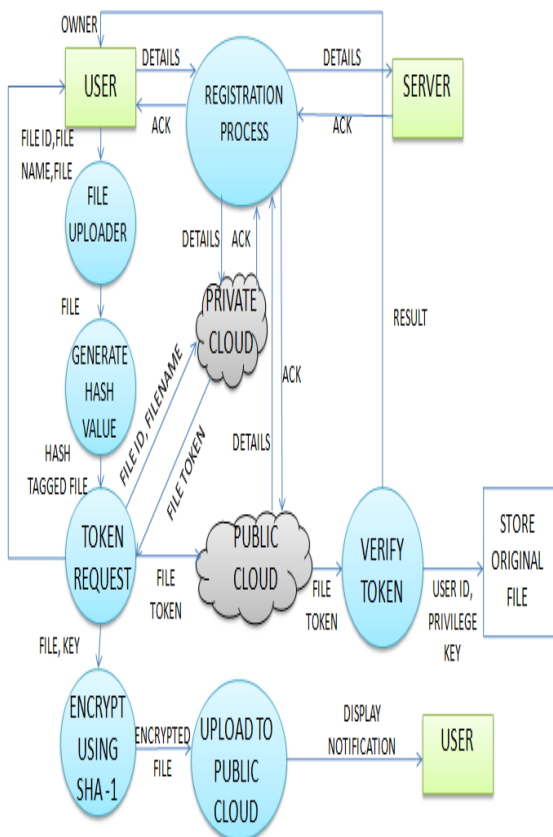 OWNER
DETAILS
DETAILS
USER
REGISTRATION
PROCESS
SERVER
ACK
ACK
FILE ID,FILE
NAME,FILE
FILE
UPLOADER
DETAILS
ACK
FILE
PRIVATE
CLOUD
RESULT
GENERATE
HASH
VALUE
FILE ID, FILENAME
FILE TOKEN
ACK
DETAILS
HASH
TAGGED FILE
TOKEN
REQUEST
FILE
TOKEN
PUBLIC
CLOUD
FILE
TOKEN
VERIFY
TOKEN
USER ID,
PRIVILEGE
KEY
STORE
ORIGINAL
FILE
FILE, KEY
ENCRYPT
USING
SHA -1
ENCRYPTED
FILE
UPLOAD TO
PUBLIC
CLOUD
DISPLAY
NOTIFICATION
USER